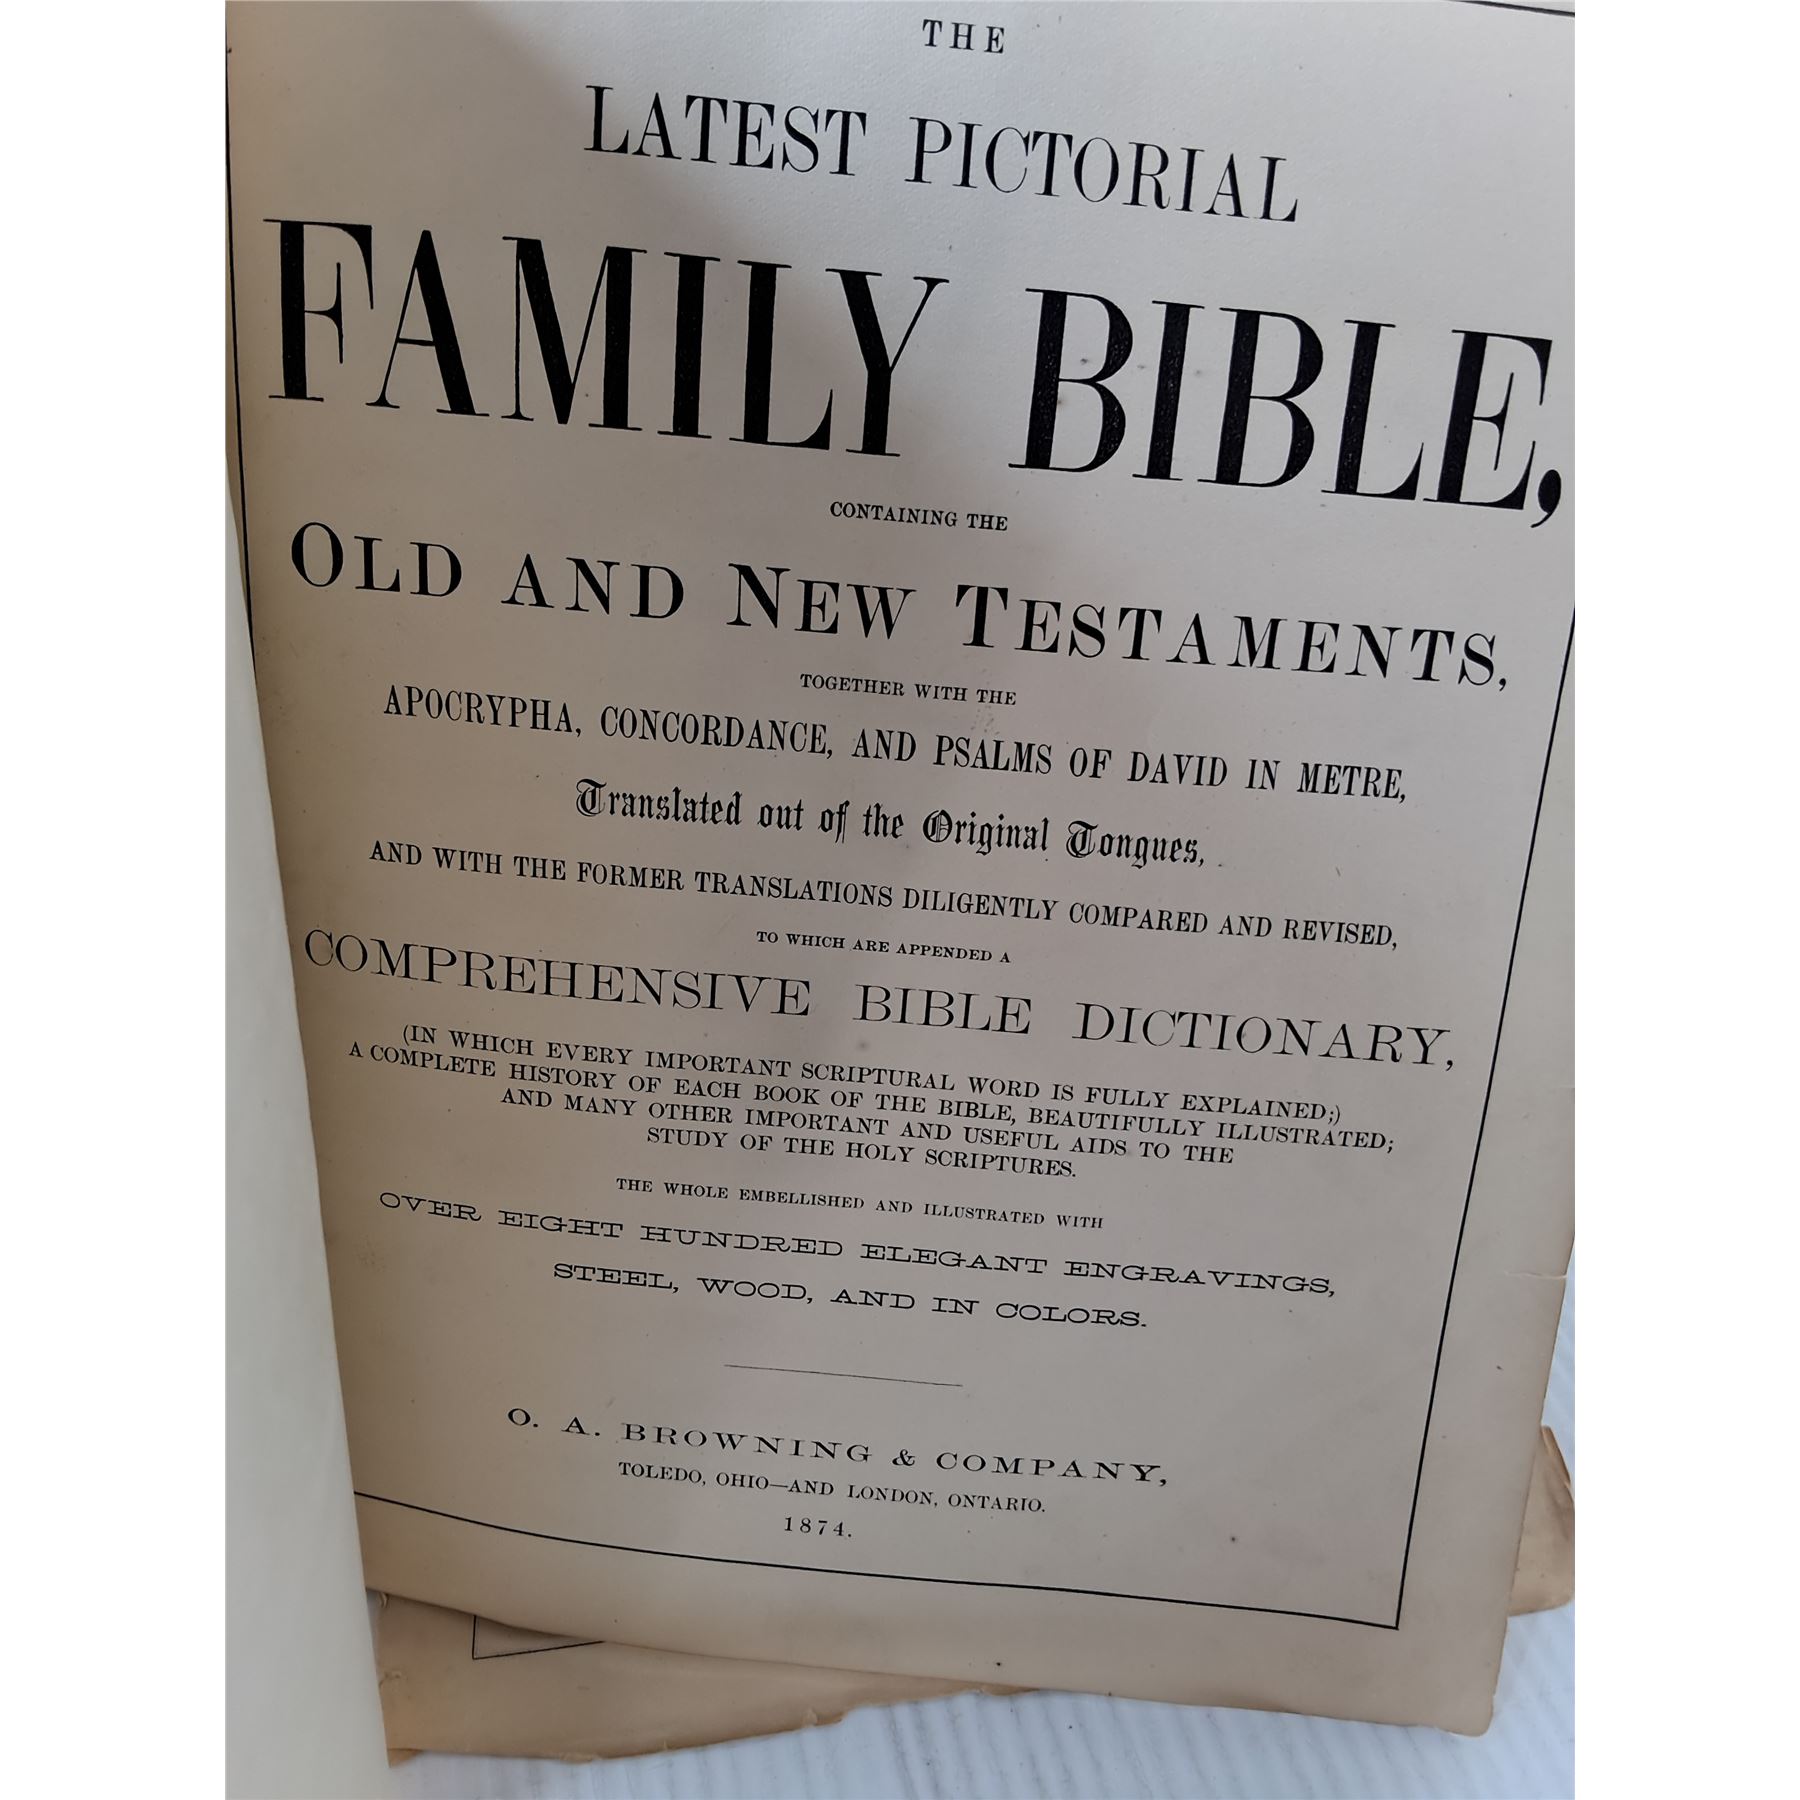 THE
LATEST PICTORIAL
FAMILY BIBLE,
CONTAINING THE
OLD AND NEW TESTAMENTS,
TOGETHER WITH THE
APOCRYPHA, CONCORDANCE, AND PSALMS OF DAVID IN METRE,
Translated out of the Original Tongues,
AND WITH THE FORMER TRANSLATIONS DILIGENTLY COMPARED AND REVISED,
TO WHICH ARE APPENDED A
COMPREHENSIVE BIBLE DICTIONARY,
(IN WHICH EVERY IMPORTANT SCRIPTURAL WORD IS FULLY EXPLAINED;)
A COMPLETE HISTORY OF EACH BOOK OF THE BIBLE, BEAUTIFULLY ILLUSTRATED;
AND MANY OTHER IMPORTANT AND USEFUL AIDS TO THE
STUDY OF THE HOLY SCRIPTURES.
THE WHOLE EMBELLISHED AND ILLUSTRATED WITH
OVER EIGHT HUNDRED ELEGANT ENGRAVINGS,
STEEL, WOOD, AND IN COLORS.
O. A. BROWNING & COMPANY,
TOLEDO, OHIO—AND LONDON, ONTARIO.
1874.